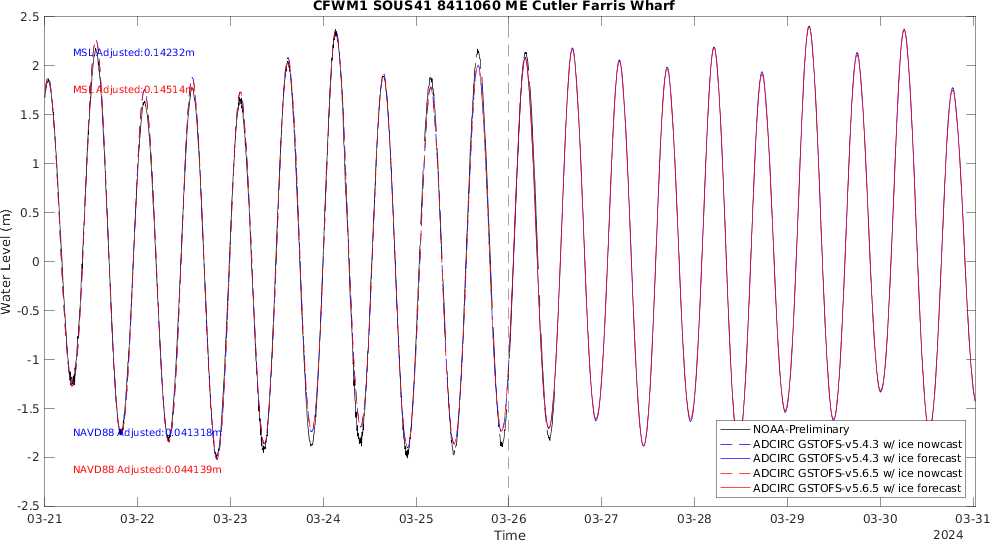 CFWM1 SOUS41 8411060 ME Cutler Farris Wharf
2.5
2
1.5
1
0.5
0
-0.5
-1
-1.5
-2
-2.5
Water Level (m)
MSL Adjusted:0.14232m
MSL Adjusted:0.14514m
NAVD88 Adjusted:0.041318m
NAVD88 Adjusted:0.044139m
NOAA-Preliminary
ADCIRC GSTOFS-v5.4.3 w/ ice nowcast
ADCIRC GSTOFS-v5.4.3 w/ ice forecast
ADCIRC GSTOFS-v5.6.5 w/ ice nowcast
ADCIRC GSTOFS-v5.6.5 w/ ice forecast
03-21 03-22 03-23 03-24 03-25 03-26 03-27 03-28 03-29 03-30 03-31
Time
2024